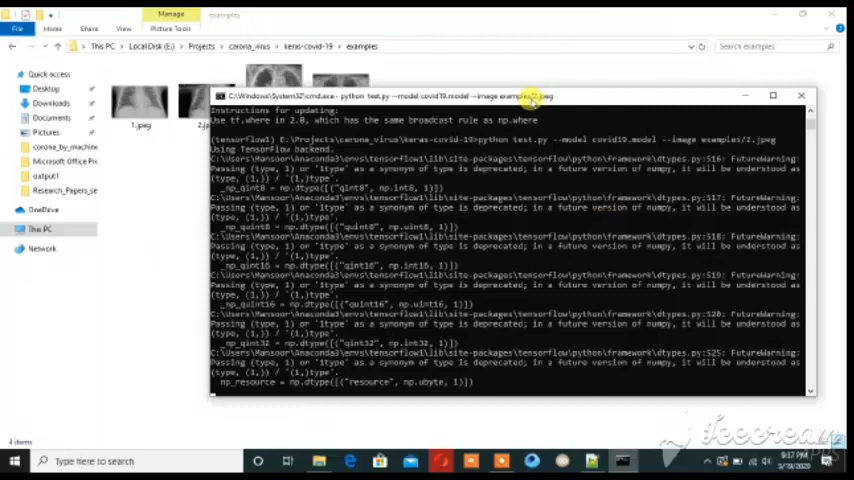 Manage
examples
File
Home
Share
View
Picture Tools
This PC
LocalDisk (E:)
Projects
carona_virus
keras-covid-19
examples
Search examples
Quick access
Desktop
Downloads
Documents
Pictures
corona_by_machine
Microsoft Office Pix
output1
Research_Papers_se
OneDrive
This PC
Network
1.jpeg
C:\Windows\System32\cmd.exe - python test.py --model covid19.model --image examples/2.jpeg
Instructions for updating:
Use tf.where in 2.0, which has the same broadcast rule as np.where
(tensorflow1) E:\Projects\carona_virus\keras-covid-19>python test.py --model covid19.model --image examples/2.jpeg
Using TensorFlow backend.
C:\Users\Mansoor\Anaconda3\envs\tensorflow1\lib\site-packages\tensorflow\python\framework\dtypes.py:516: FutureWarning:
Passing (type, 1) or '1type' as a synonym of type is deprecated; in a future version of numpy, it will be understood as
(type, (1,)) / '(1,)type'.
_np_qint8 = np.dtype([("qint8", np.int8, 1)])
C:\Users\Mansoor\Anaconda3\envs\tensorflow1\lib\site-packages\tensorflow\python\framework\dtypes.py:517: FutureWarning:
Passing (type, 1) or '1type' as a synonym of type is deprecated; in a future version of numpy, it will be understood as
(type, (1,)) / '(1,)type'.
_np_quint8 = np.dtype([("quint8", np.uint8, 1)])
C:\Users\Mansoor\Anaconda3\envs\tensorflow1\lib\site-packages\tensorflow\python\framework\dtypes.py:518: FutureWarning:
Passing (type, 1) or '1type' as a synonym of type is deprecated; in a future version of numpy, it will be understood as
(type, (1,)) / '(1,)type'.
_np_qint16 = np.dtype([("qint16", np.int16, 1)])
C:\Users\Mansoor\Anaconda3\envs\tensorflow1\lib\site-packages\tensorflow\python\framework\dtypes.py:519: FutureWarning:
Passing (type, 1) or '1type' as a synonym of type is deprecated; in a future version of numpy, it will be understood as
(type, (1,)) / '(1,)type'.
_np_quint16 = np.dtype([("quint16", np.uint16, 1)])
C:\Users\Mansoor\Anaconda3\envs\tensorflow1\lib\site-packages\tensorflow\python\framework\dtypes.py:520: FutureWarning:
Passing (type, 1) or '1type' as a synonym of type is deprecated; in a future version of numpy, it will be understood as
(type, (1,)) / '(1,)type'.
_np_qint32 = np.dtype([("qint32", np.int32, 1)])
C:\Users\Mansoor\Anaconda3\envs\tensorflow1\lib\site-packages\tensorflow\python\framework\dtypes.py:525: FutureWarning:
Passing (type, 1) or '1type' as a synonym of type is deprecated; in a future version of numpy, it will be understood as
(type, (1,)) / '(1,)type'.
np_resource = np.dtype([("resource", np.ubyte, 1)])
4 items
Icecream
APPS
Type here to search
9:37 PM
3/19/2020